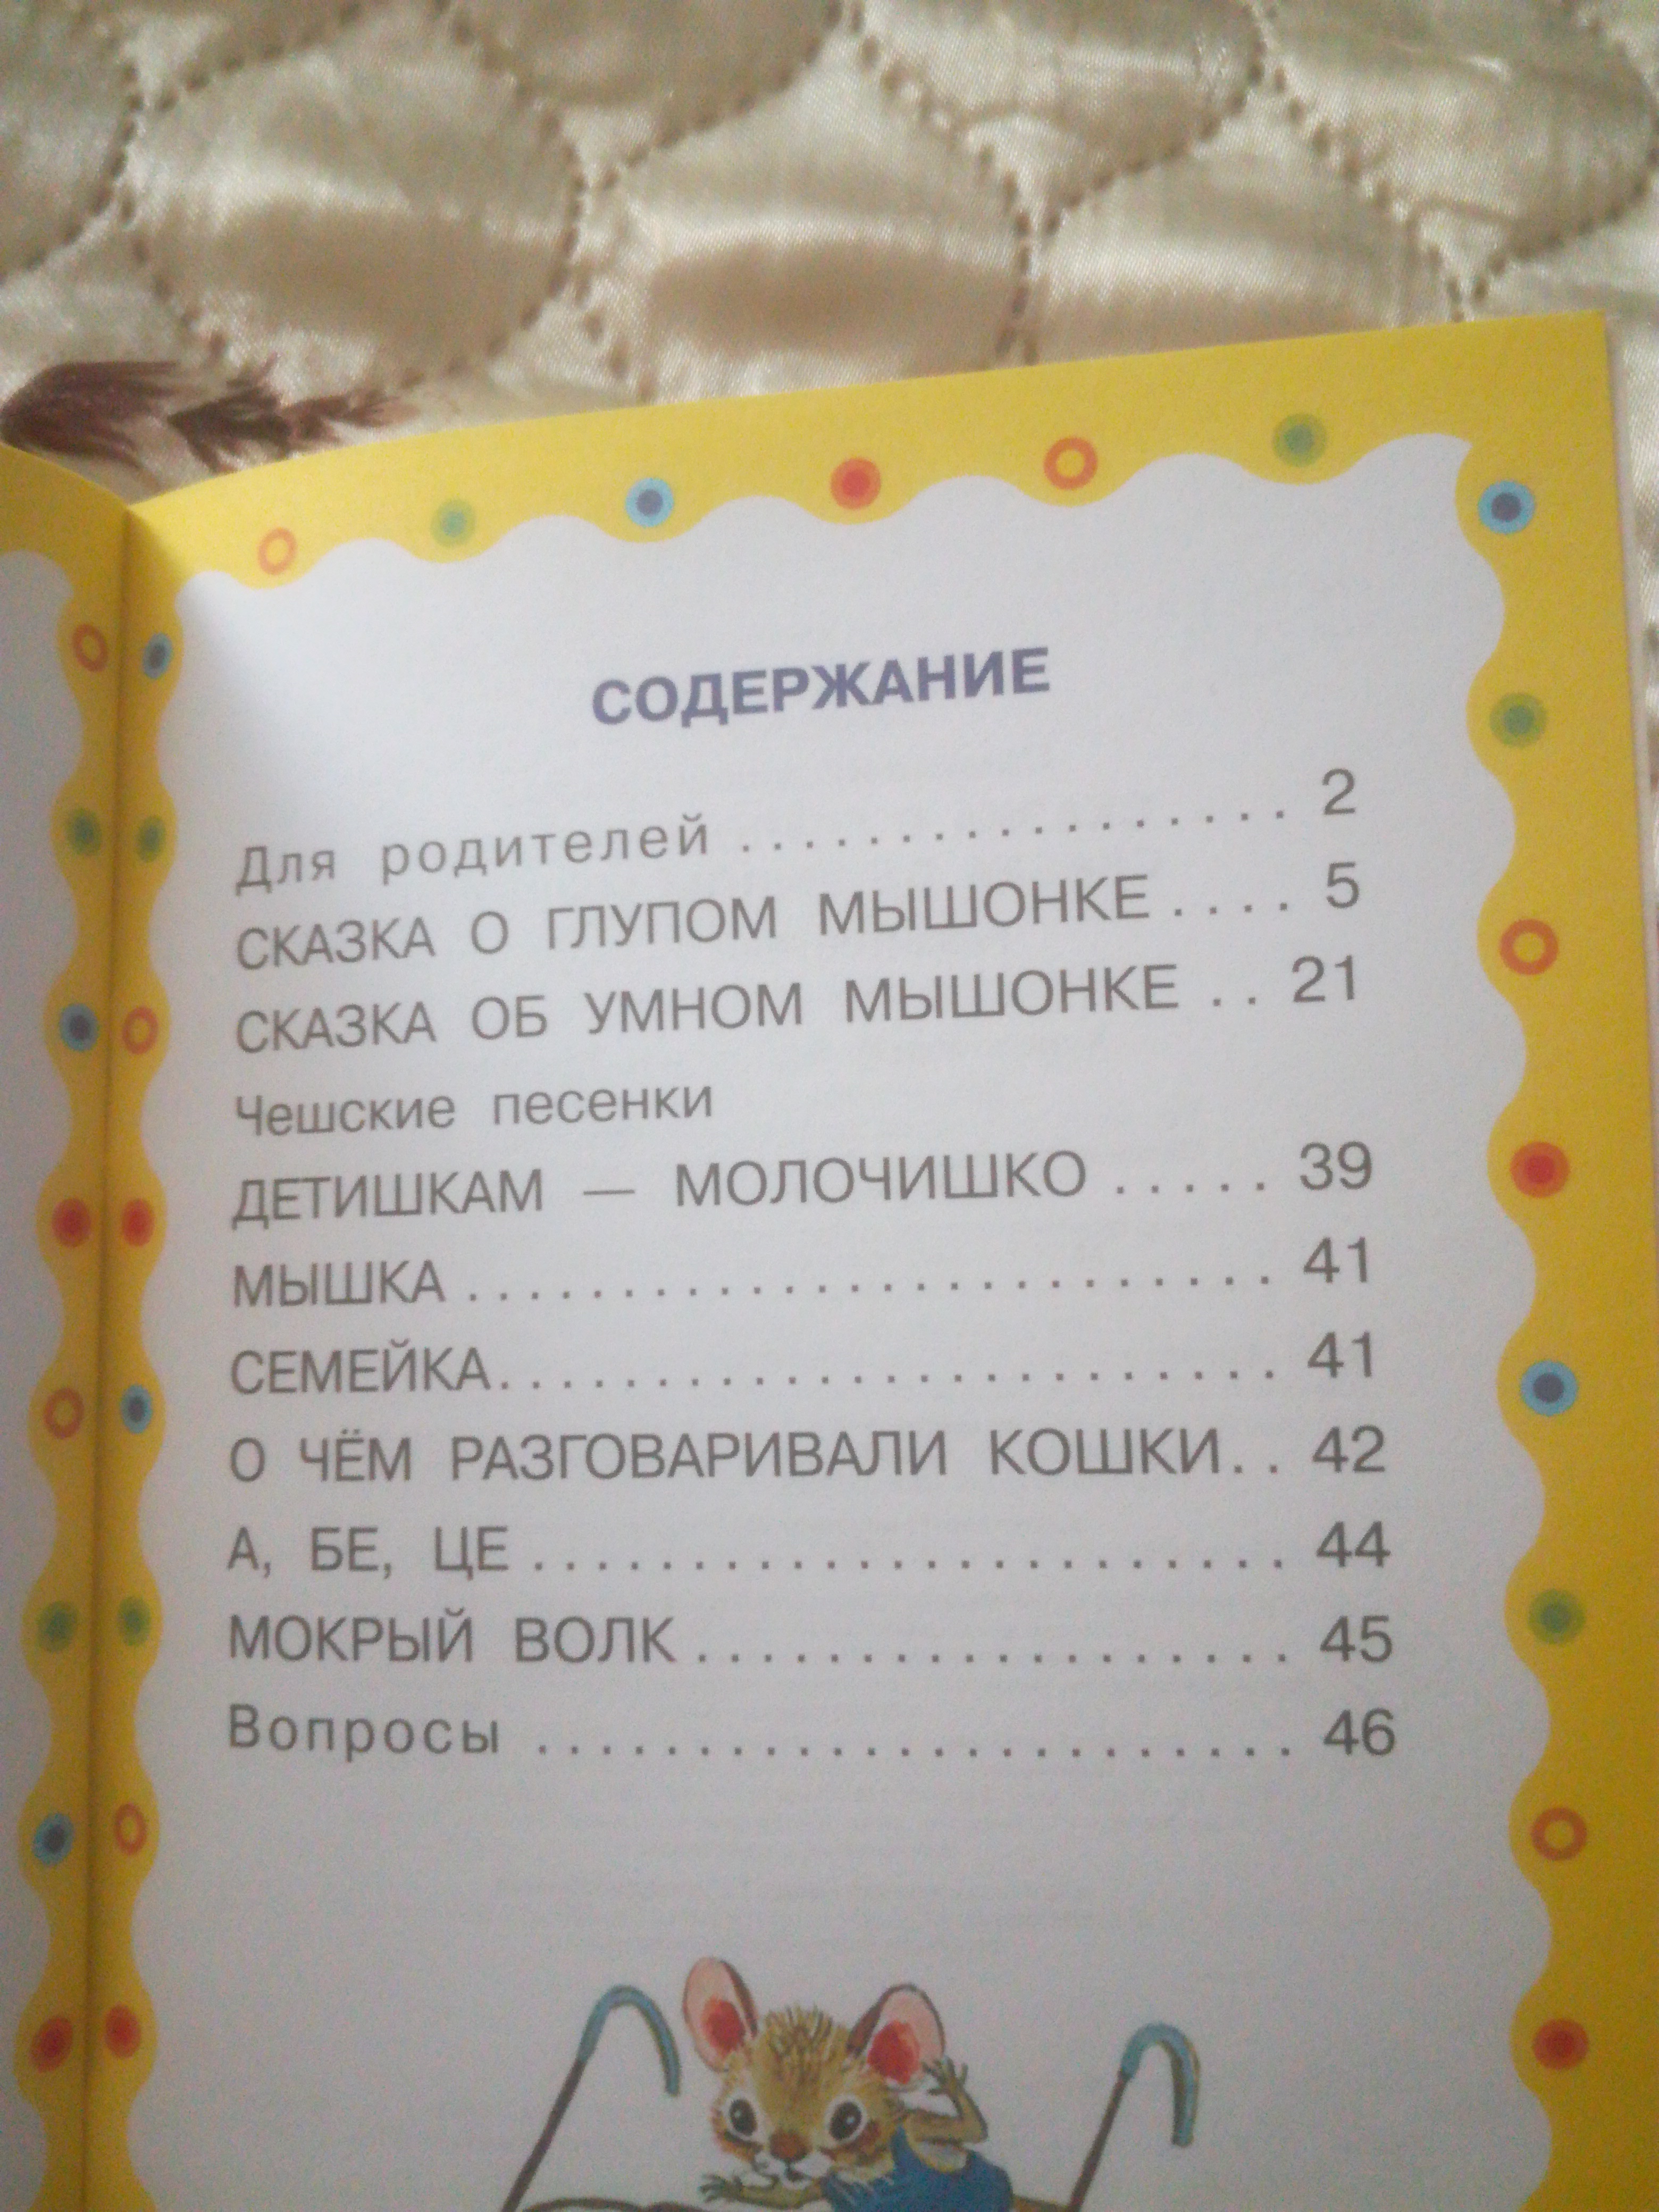 СОДЕРЖАНИЕ
Для родителей . . . . . . . . . . . . . . . . . . 2
СКАЗКА О ГЛУПОМ МЫШОНКЕ . . . . 5
СКАЗКА ОБ УМНОМ МЫШОНКЕ . . 21
Чешские песенки
ДЕТИШКАМ — МОЛОЧИШКО . . . . . 39
МЫШКА . . . . . . . . . . . . . . . . . . . . . . . . . . 41
СЕМЕЙКА. . . . . . . . . . . . . . . . . . . . . . . . . 41
О ЧЁМ РАЗГОВАРИВАЛИ КОШКИ. . 42
А, БЕ, ЦЕ . . . . . . . . . . . . . . . . . . . . . . . . 44
МОКРЫЙ ВОЛК . . . . . . . . . . . . . . . . . . . 45
Вопросы . . . . . . . . . . . . . . . . . . . . . . . . 46